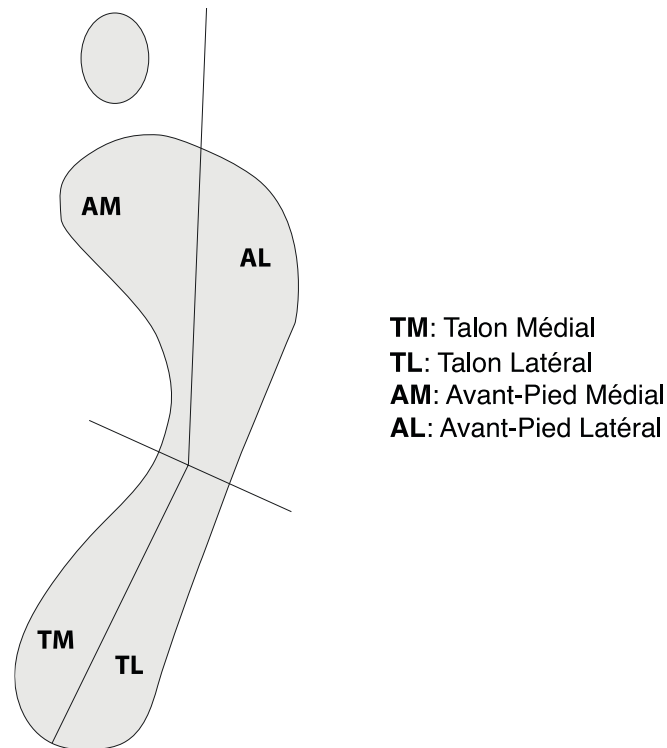 AM
AL
TM: Talon Médial
TL: Talon Latéral
AM: Avant-Pied Médial
AL: Avant-Pied Latéral
TM
TL